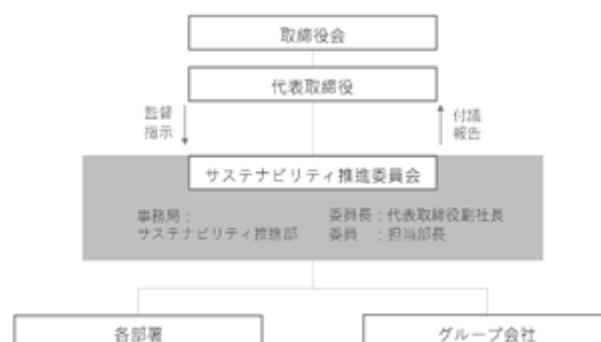 取締役会
代表取締役
監督
指示
付議
報告
サステナビリティ推進委員会
事務局：
サステナビリティ推進部
委員長：代表取締役副社長
委員　：担当部長
各部署
グループ会社